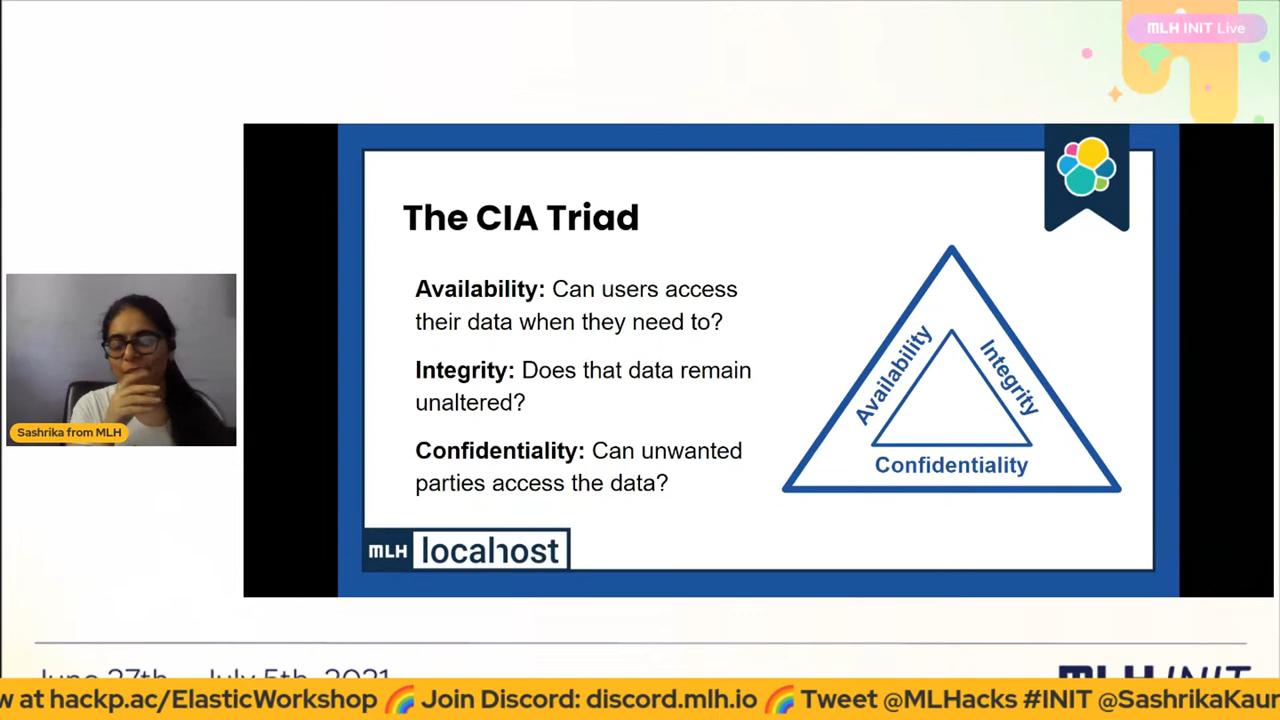 MLH INIT Live
The CIA Triad
Availability: Can users access
their data when they need to?
Integrity: Does that data remain
unaltered?
Confidentiality: Can unwanted
parties access the data?
Availability
Integrity
Confidentiality
MLH localhost
Sashrika from MLH
June 27th - July 5th, 2021
MLH INIT
w at hackp.ac/ElasticWorkshop 🌈 Join Discord: discord.mlh.io 🌈 Tweet @MLHacks #INIT @SashrikaKaur